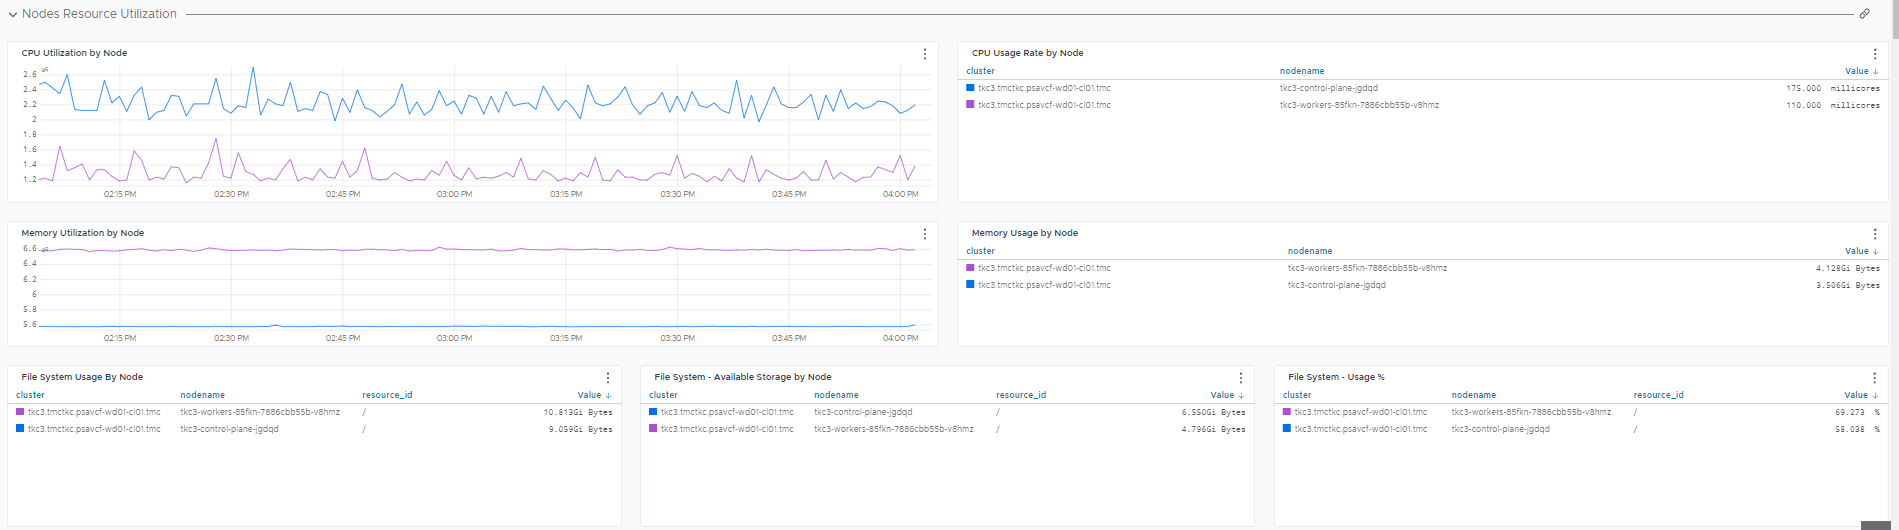 Nodes Resource Utilization
CPU Utilization by Node
%
2.6
2.4
2.2
2
1.8
1.6
1.4
1.2
02:15 PM 02:30 PM 02:45 PM 03:00 PM 03:15 PM 03:30 PM 03:45 PM 04:00 PM
CPU Usage Rate by Node
cluster nodename Value ↓
tkc3.tmctkc.psavcf-wd01-cl01.tmc tkc3-control-plane-jgdqd 175.000 millicores
tkc3.tmctkc.psavcf-wd01-cl01.tmc tkc3-workers-85fkn-7886cbb55b-v8hmz 110.000 millicores
Memory Utilization by Node
%
6.6
6.4
6.2
6
5.8
5.6
02:15 PM 02:30 PM 02:45 PM 03:00 PM 03:15 PM 03:30 PM 03:45 PM 04:00 PM
Memory Usage by Node
cluster nodename Value ↓
tkc3.tmctkc.psavcf-wd01-cl01.tmc tkc3-workers-85fkn-7886cbb55b-v8hmz 4.128Gi Bytes
tkc3.tmctkc.psavcf-wd01-cl01.tmc tkc3-control-plane-jgdqd 3.506Gi Bytes
File System Usage By Node
cluster nodename resource_id Value ↓
tkc3.tmctkc.psavcf-wd01-cl01.tmc tkc3-workers-85fkn-7886cbb55b-v8hmz / 10.813Gi Bytes
tkc3.tmctkc.psavcf-wd01-cl01.tmc tkc3-control-plane-jgdqd / 9.059Gi Bytes
File System - Available Storage by Node
cluster nodename resource_id Value ↓
tkc3.tmctkc.psavcf-wd01-cl01.tmc tkc3-control-plane-jgdqd / 6.550Gi Bytes
tkc3.tmctkc.psavcf-wd01-cl01.tmc tkc3-workers-85fkn-7886cbb55b-v8hmz / 4.796Gi Bytes
File System - Usage %
cluster nodename resource_id Value ↓
tkc3.tmctkc.psavcf-wd01-cl01.tmc tkc3-workers-85fkn-7886cbb55b-v8hmz / 69.273 %
tkc3.tmctkc.psavcf-wd01-cl01.tmc tkc3-control-plane-jgdqd / 58.038 %